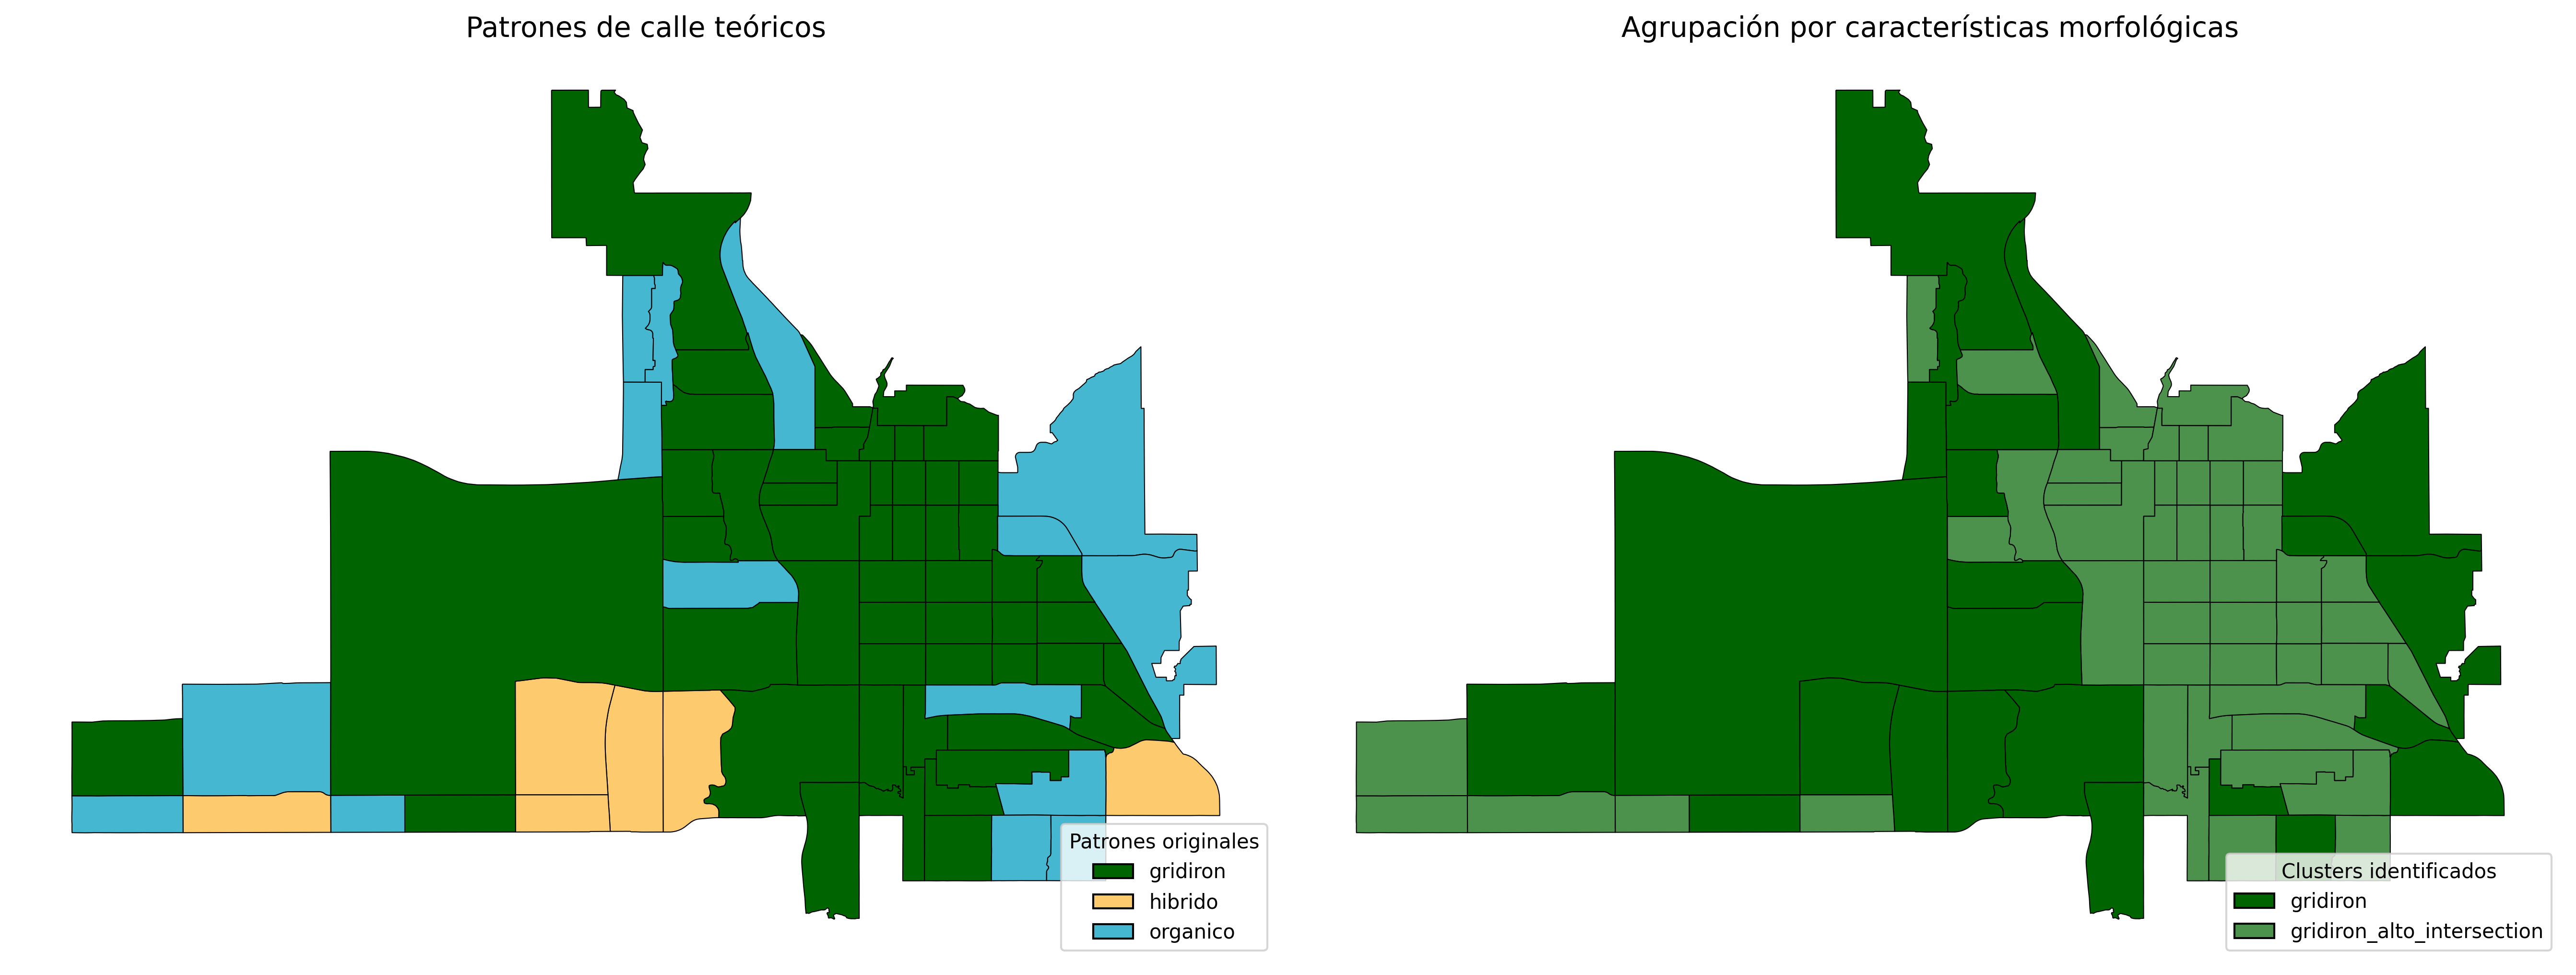 Patrones de calle teóricos
Agrupación por características morfológicas
Patrones originales
gridiron
hibrido
organico
Clusters identificados
gridiron
gridiron_alto_intersection